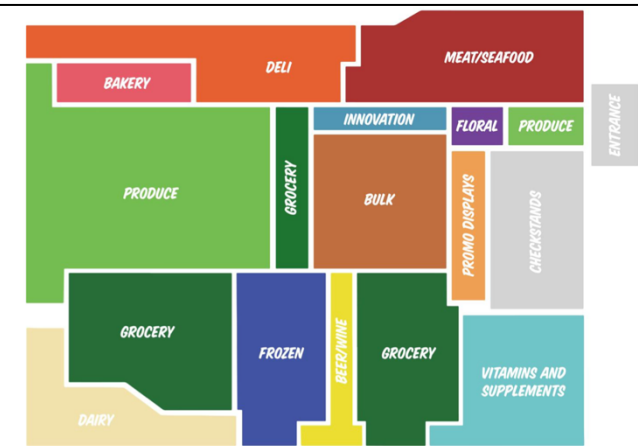 MEAT/SEAFOOD
DELI
BAKERY
INNOVATION
FLORAL
PRODUCE
ENTRANCE
PRODUCE
GROCERY
BULK
PROMO DISPLAYS
CHECKSTANDS
GROCERY
FROZEN
BEER/WINE
GROCERY
VITAMINS AND
SUPPLEMENTS
DAIRY